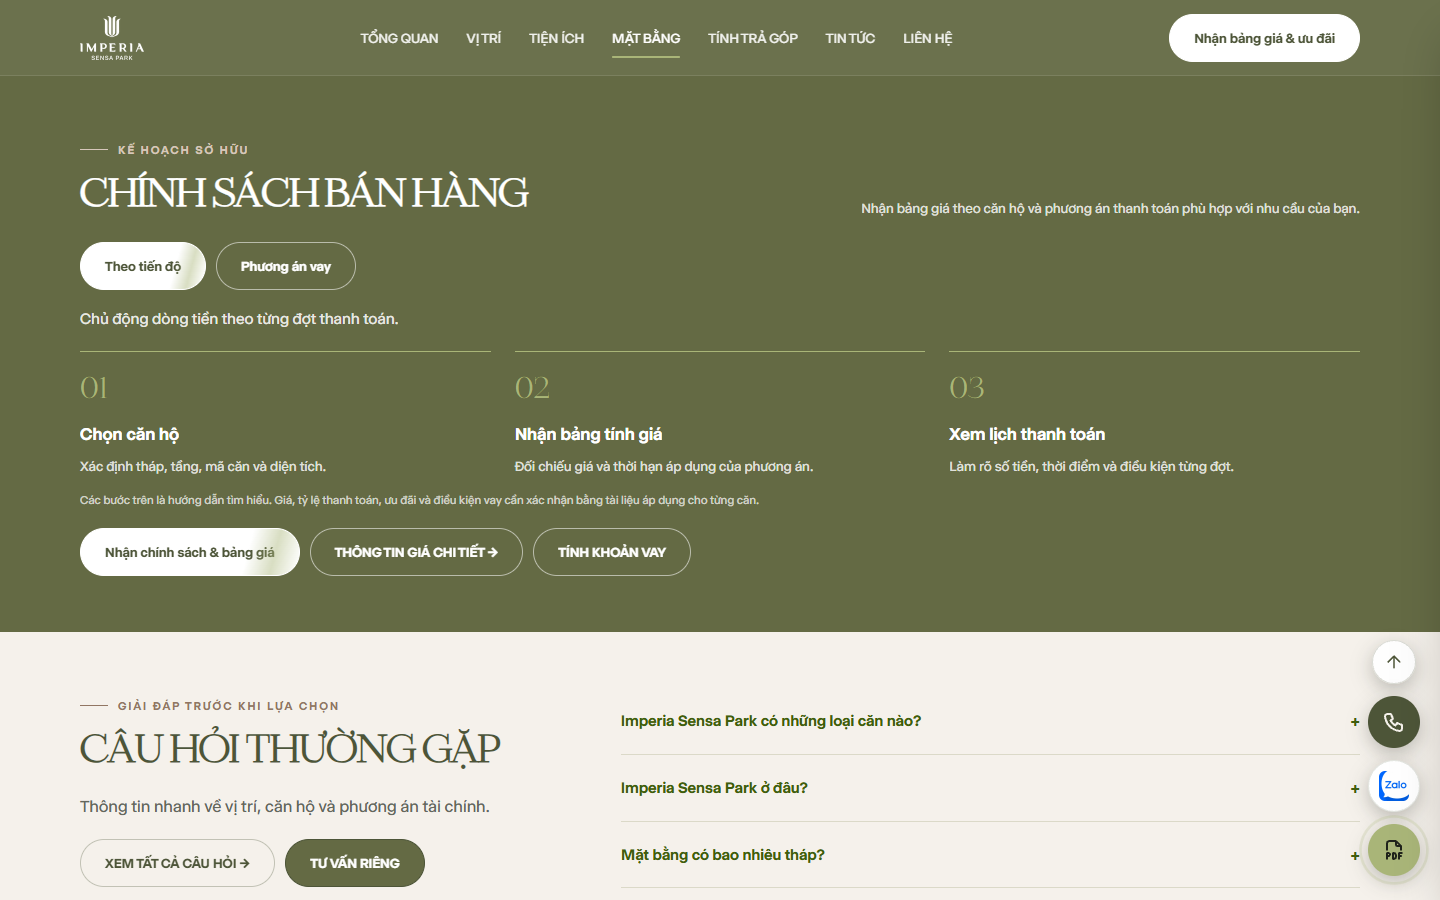 IMPERIA
SENSA PARK
TỔNG QUAN
VỊ TRÍ
TIỆN ÍCH
MẶT BẰNG
TÍNH TRẢ GÓP
TIN TỨC
LIÊN HỆ
Nhận bảng giá & ưu đãi
KẾ HOẠCH SỞ HỮU
CHÍNH SÁCH BÁN HÀNG
Nhận bảng giá theo căn hộ và phương án thanh toán phù hợp với nhu cầu của bạn.
Theo tiến độ
Phương án vay
Chủ động dòng tiền theo từng đợt thanh toán.
01
Chọn căn hộ
Xác định tháp, tầng, mã căn và diện tích.
02
Nhận bảng tính giá
Đối chiếu giá và thời hạn áp dụng của phương án.
03
Xem lịch thanh toán
Làm rõ số tiền, thời điểm và điều kiện từng đợt.
Các bước trên là hướng dẫn tìm hiểu. Giá, tỷ lệ thanh toán, ưu đãi và điều kiện vay cần xác nhận bằng tài liệu áp dụng cho từng căn.
Nhận chính sách & bảng giá
THÔNG TIN GIÁ CHI TIẾT →
TÍNH KHOẢN VAY
GIẢI ĐÁP TRƯỚC KHI LỰA CHỌN
CÂU HỎI THƯỜNG GẶP
Thông tin nhanh về vị trí, căn hộ và phương án tài chính.
XEM TẤT CẢ CÂU HỎI →
TƯ VẤN RIÊNG
Imperia Sensa Park có những loại căn nào? +
Imperia Sensa Park ở đâu? +
Mặt bằng có bao nhiêu tháp? +
Zalo
PDF